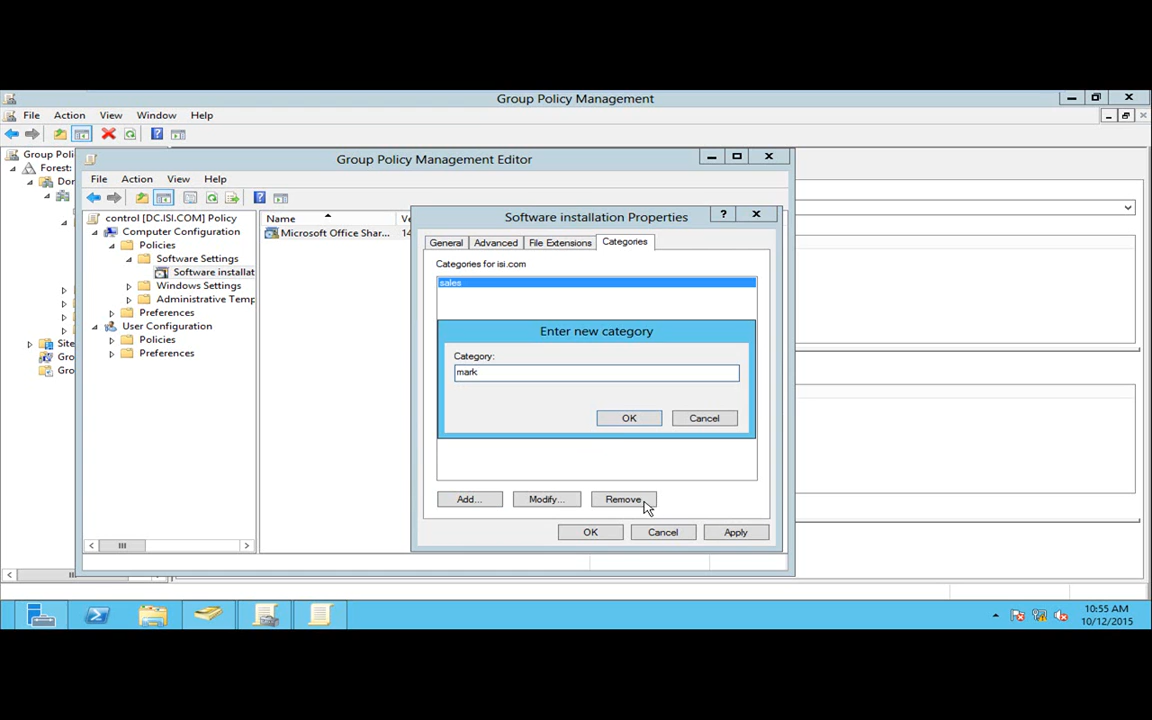 Group Policy Management
File Action View Window Help
Group Poli
Forest:
Dor
Site
Gro
Gro
Group Policy Management Editor
File Action View Help
control [DC.ISI.COM] Policy
Computer Configuration
Policies
Software Settings
Software installat
Windows Settings
Administrative Temp
Preferences
User Configuration
Policies
Preferences
Name Ve
Microsoft Office Shar... 14
Software installation Properties
General Advanced File Extensions Categories
Categories for isi.com
sales
Enter new category
Category:
mark
OK Cancel
Add... Modify... Remove
OK Cancel Apply
10:55 AM
10/12/2015